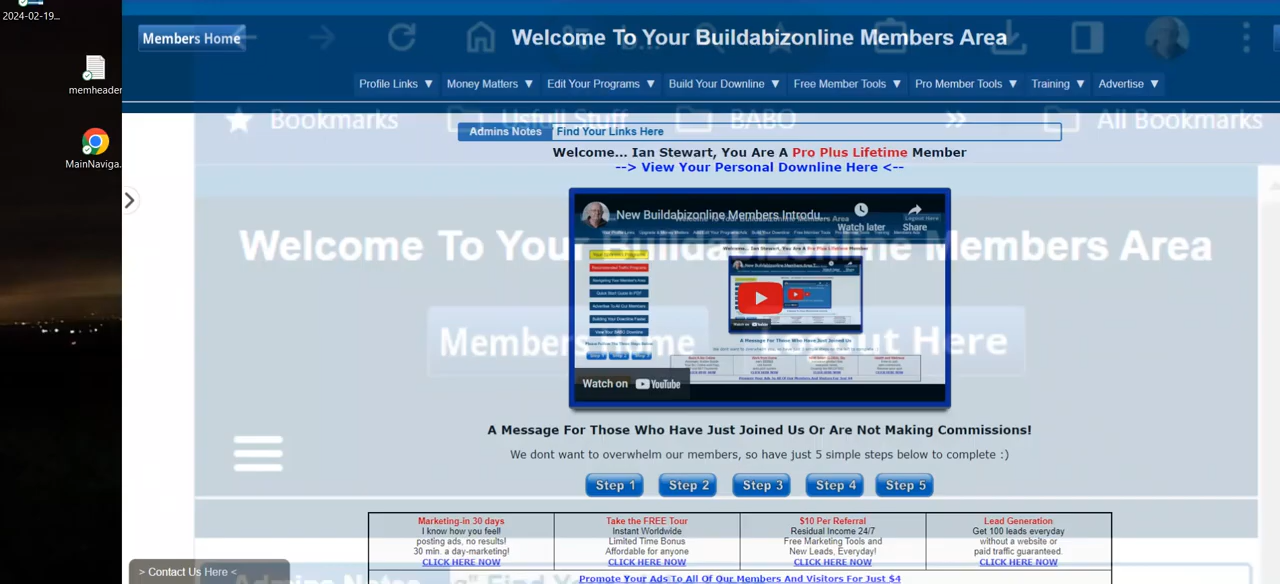 2024-02-19...
memheader
MainNaviga...
Members Home
Welcome To Your Buildabizonline Members Area
Profile Links ▼ Money Matters ▼ Edit Your Programs ▼ Build Your Downline ▼ Free Member Tools ▼ Pro Member Tools ▼ Training ▼ Advertise ▼
Bookmarks Usfull Stuff BABO » All Bookmarks
Admins Notes Find Your Links Here
Welcome... Ian Stewart, You Are A Pro Plus Lifetime Member
--> View Your Personal Downline Here <--
New Buildabizonline Members Introdu...
Watch later Share
Welcome To Your Buildabizonline Members Area
Members Home Logout Here
Watch on YouTube
A Message For Those Who Have Just Joined Us Or Are Not Making Commissions!
We dont want to overwhelm our members, so have just 5 simple steps below to complete :)
Step 1 Step 2 Step 3 Step 4 Step 5
Marketing-in 30 days
I know how you feel!
posting ads, no results!
30 min. a day-marketing!
CLICK HERE NOW
Take the FREE Tour
Instant Worldwide
Limited Time Bonus
Affordable for anyone
CLICK HERE NOW
$10 Per Referral
Residual Income 24/7
Free Marketing Tools and
New Leads, Everyday!
CLICK HERE NOW
Lead Generation
Get 100 leads everyday
without a website or
paid traffic guaranteed.
CLICK HERE NOW
> Contact Us Here <
Promote Your Ads To All Of Our Members And Visitors For Just $4